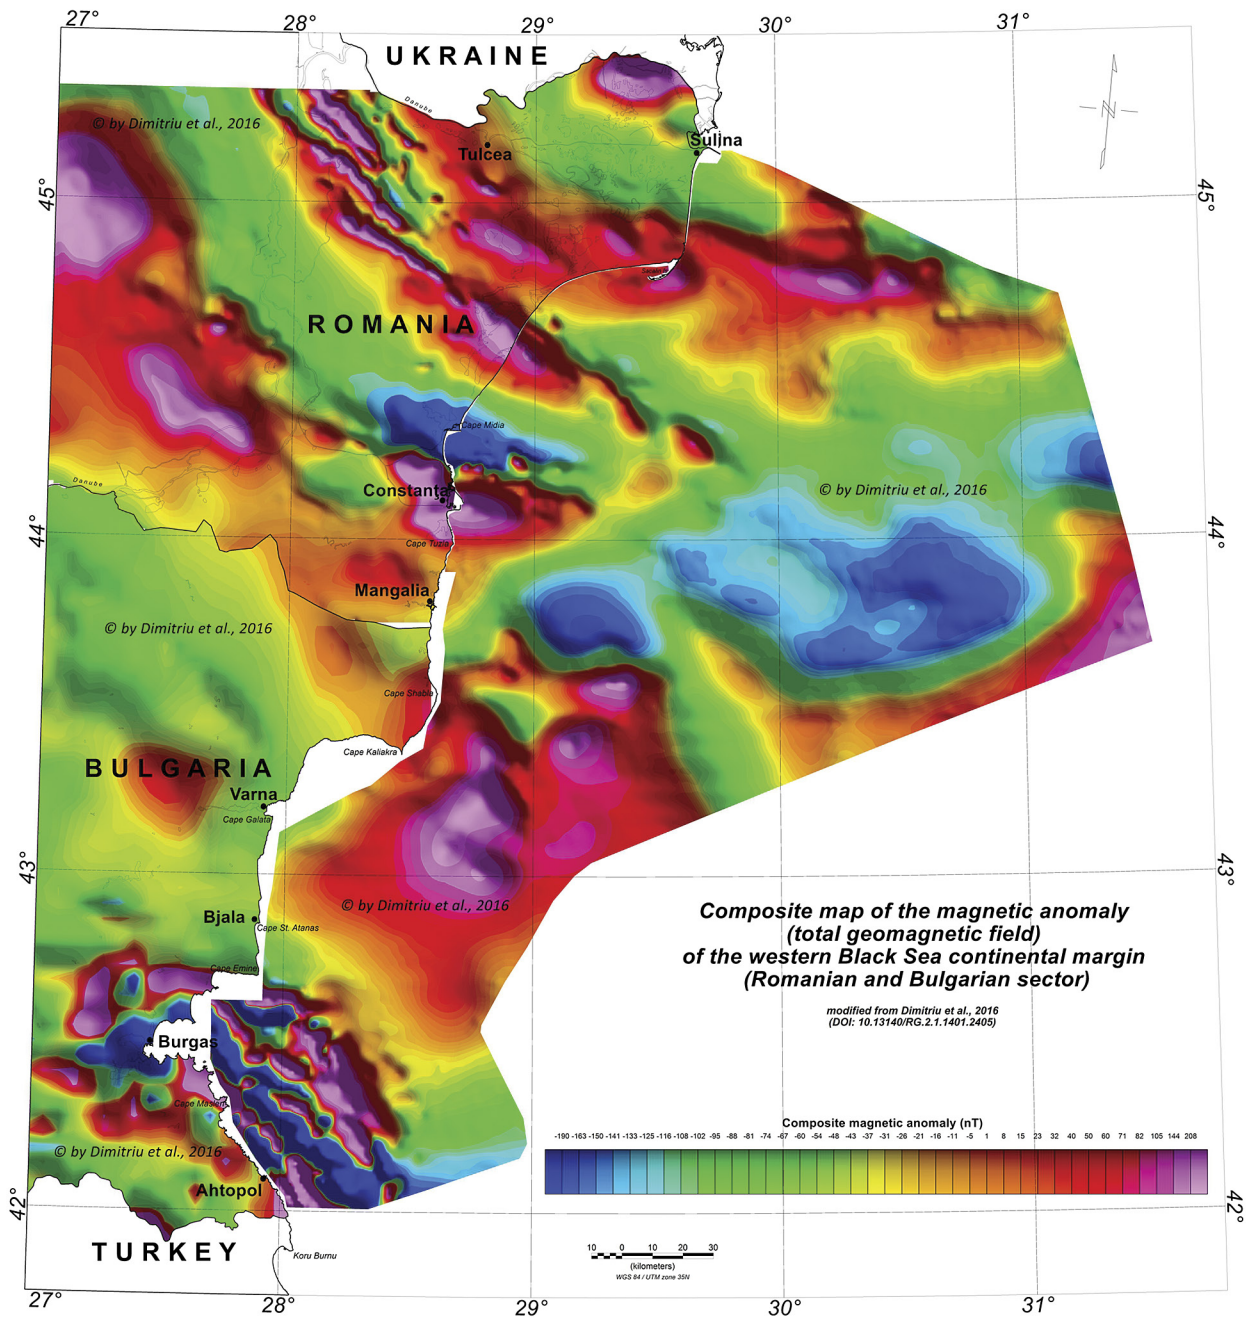 27° 28° 29° 30° 31°
UKRAINE
Danube
© by Dimitriu et al., 2016
Sulina
Tulcea
45° 45°
ROMANIA
Cape Midia
Danube
Constanţa
© by Dimitriu et al., 2016
44° 44°
Cape Tuzla
Mangalia
© by Dimitriu et al., 2016
Cape Shabla
Cape Kaliakra
BULGARIA
Varna
Cape Galata
43° 43°
© by Dimitriu et al., 2016
Bjala
Cape St. Atanas
Composite map of the magnetic anomaly
(total geomagnetic field)
of the western Black Sea continental margin
(Romanian and Bulgarian sector)
Cape Emine
modified from Dimitriu et al., 2016
(DOI: 10.13140/RG.2.1.1401.2405)
Burgas
Cape Maslen
Composite magnetic anomaly (nT)
-190 -163 -150 -141 -133 -125 -116 -108 -102 -95 -88 -81 -74 -67 -60 -54 -48 -43 -37 -31 -26 -21 -16 -11 -5 1 8 15 23 32 40 50 60 71 82 105 144 208
© by Dimitriu et al., 2016
Ahtopol
42° 42°
TURKEY
Koru Burnu
10 0 10 20 30
(kilometers)
WGS 84 / UTM zone 35N
27° 28° 29° 30° 31°